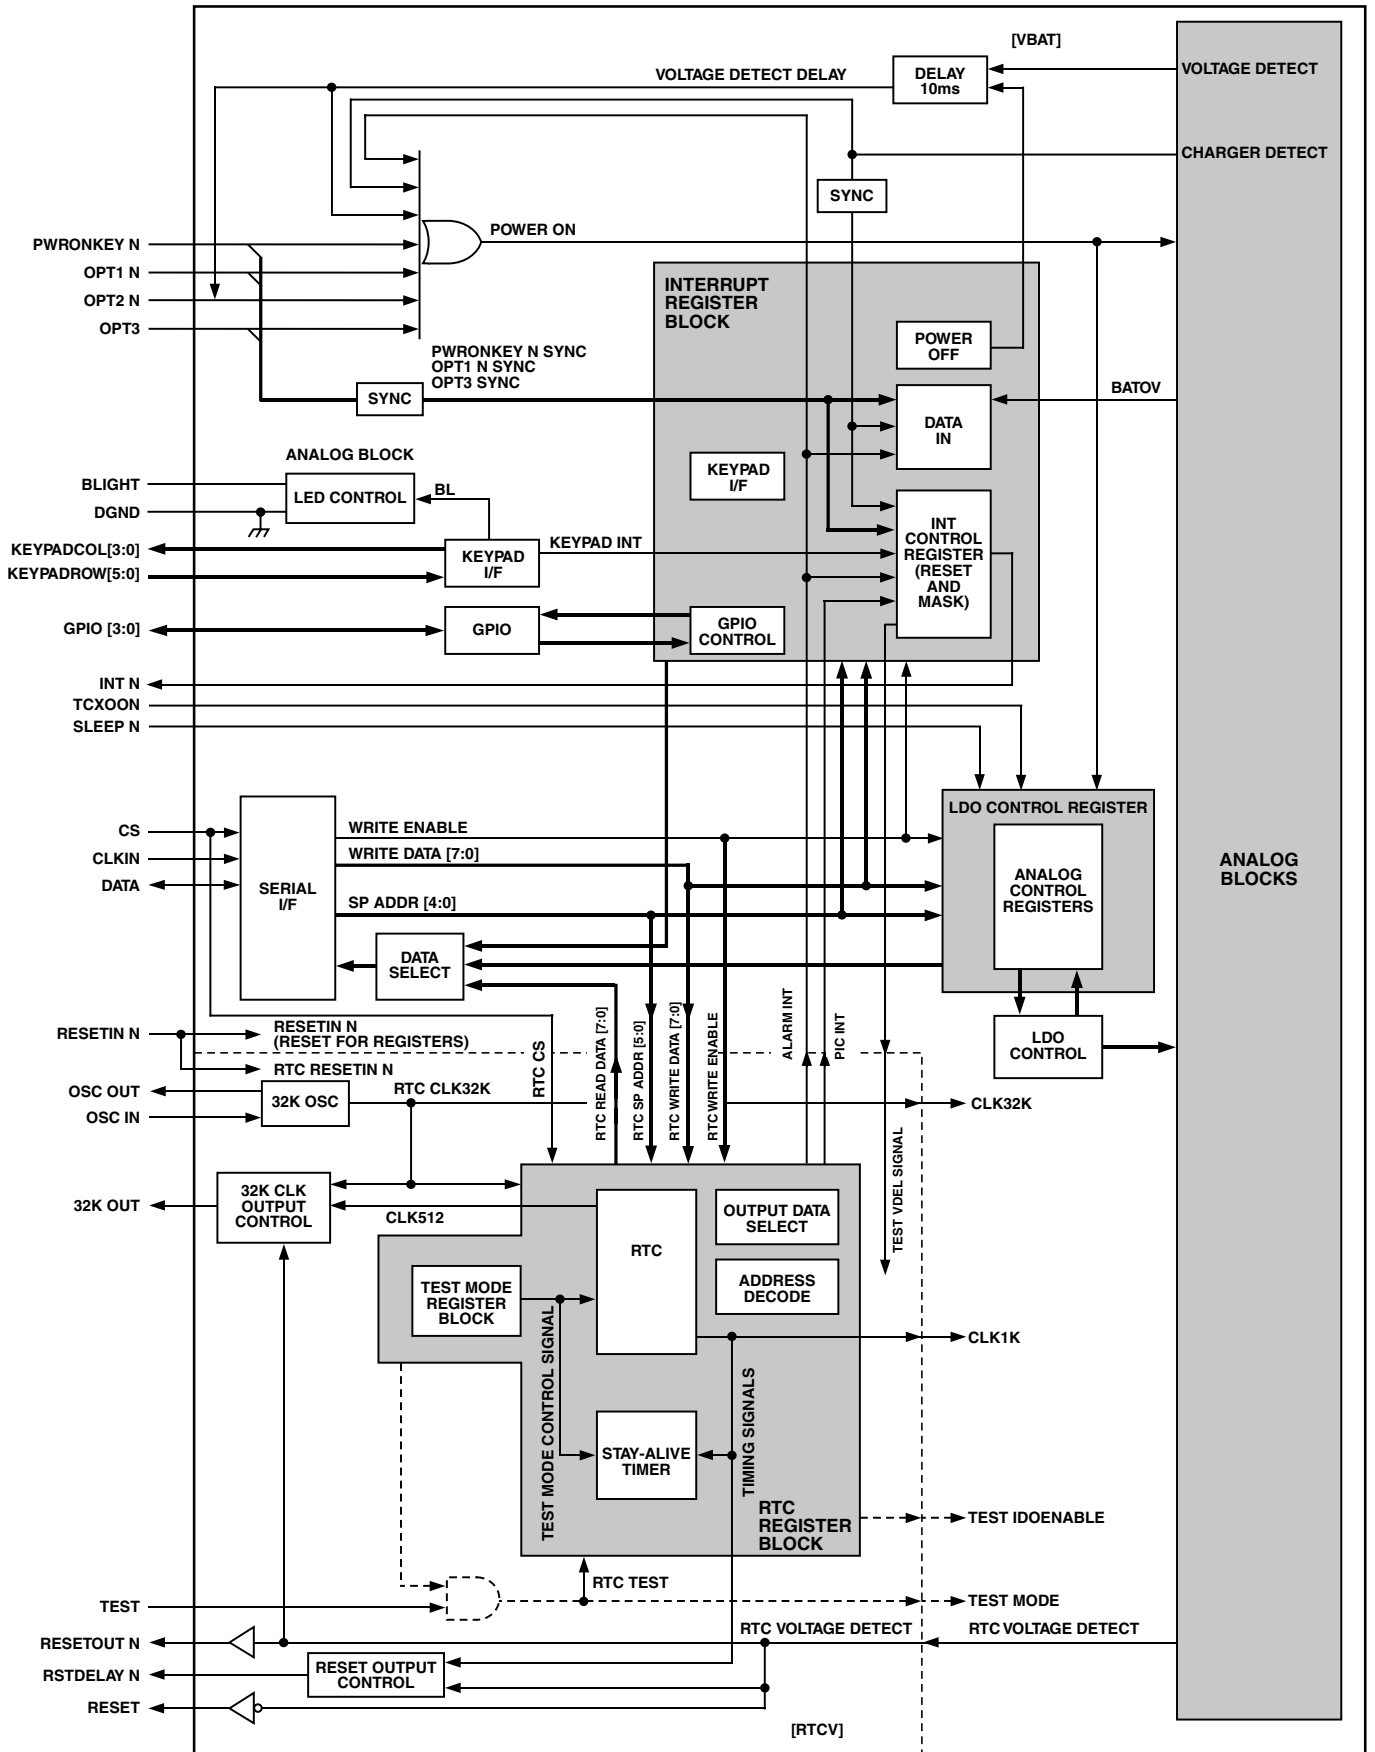 [VBAT]
VOLTAGE DETECT DELAY
DELAY
10ms
VOLTAGE DETECT
CHARGER DETECT
SYNC
PWRONKEY N
POWER ON
OPT1 N
OPT2 N
OPT3
INTERRUPT
REGISTER
BLOCK
POWER
OFF
PWRONKEY N SYNC
OPT1 N SYNC
OPT3 SYNC
SYNC
BATOV
DATA
IN
ANALOG BLOCK
BLIGHT
LED CONTROL
BL
DGND
KEYPAD
I/F
INT
CONTROL
REGISTER
(RESET
AND
MASK)
KEYPADCOL[3:0]
KEYPADROW[5:0]
KEYPAD
I/F
KEYPAD INT
GPIO [3:0]
GPIO
GPIO
CONTROL
INT N
TCXOON
SLEEP N
LDO CONTROL REGISTER
CS
CLKIN
DATA
SERIAL
I/F
WRITE ENABLE
WRITE DATA [7:0]
SP ADDR [4:0]
ANALOG
CONTROL
REGISTERS
ANALOG
BLOCKS
DATA
SELECT
RESETIN N
RESETIN N
(RESET FOR REGISTERS)
RTC RESETIN N
RTC CS
RTC READ DATA [7:0]
RTC SP ADDR [5:0]
RTC WRITE DATA [7:0]
RTC WRITE ENABLE
ALARM INT
PIC INT
LDO
CONTROL
OSC OUT
OSC IN
32K OSC
RTC CLK32K
CLK32K
TEST VDEL SIGNAL
32K OUT
32K CLK
OUTPUT
CONTROL
CLK512
RTC
OUTPUT DATA
SELECT
ADDRESS
DECODE
TEST MODE
REGISTER
BLOCK
TEST MODE CONTROL SIGNAL
CLK1K
TIMING SIGNALS
STAY-ALIVE
TIMER
RTC
REGISTER
BLOCK
TEST IDOENABLE
RTC TEST
TEST
TEST MODE
RESETOUT N
RTC VOLTAGE DETECT
RTC VOLTAGE DETECT
RSTDELAY N
RESET OUTPUT
CONTROL
RESET
[RTCV]